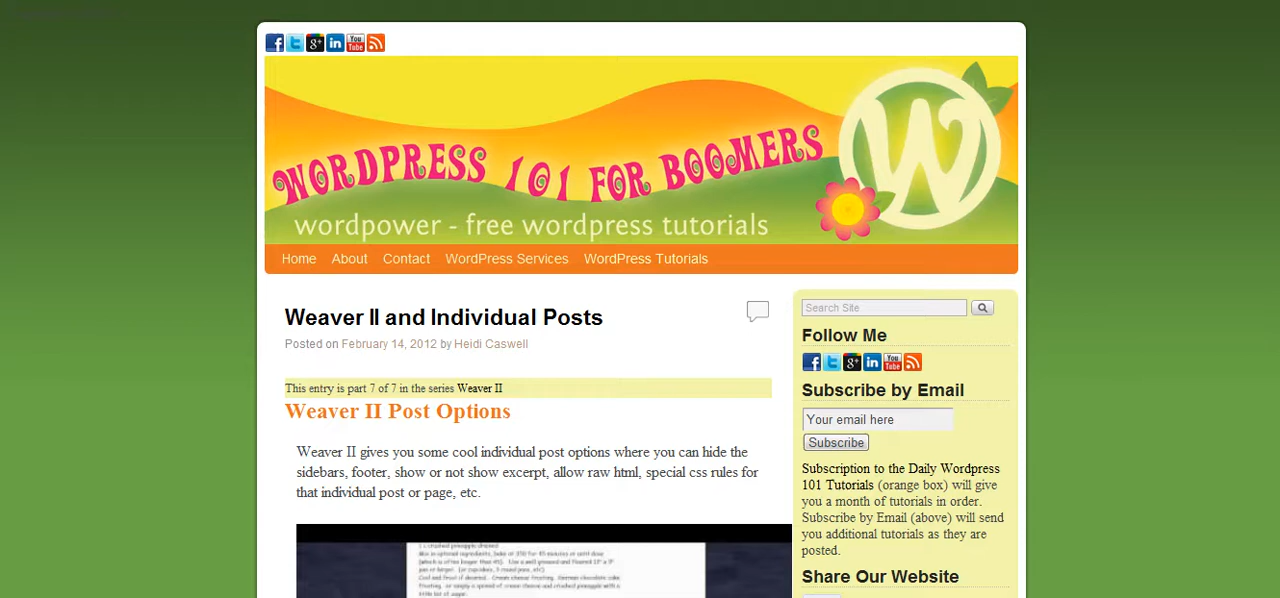 WORDPRESS 101 FOR BOOMERS
wordpower - free wordpress tutorials
Home About Contact WordPress Services WordPress Tutorials
Weaver II and Individual Posts
Posted on February 14, 2012 by Heidi Caswell
This entry is part 7 of 7 in the series Weaver II
Weaver II Post Options
Weaver II gives you some cool individual post options where you can hide the
sidebars, footer, show or not show excerpt, allow raw html, special css rules for
that individual post or page, etc.
Search Site
Follow Me
Subscribe by Email
Your email here
Subscribe
Subscription to the Daily Wordpress
101 Tutorials (orange box) will give
you a month of tutorials in order.
Subscribe by Email (above) will send
you additional tutorials as they are
posted.
Share Our Website